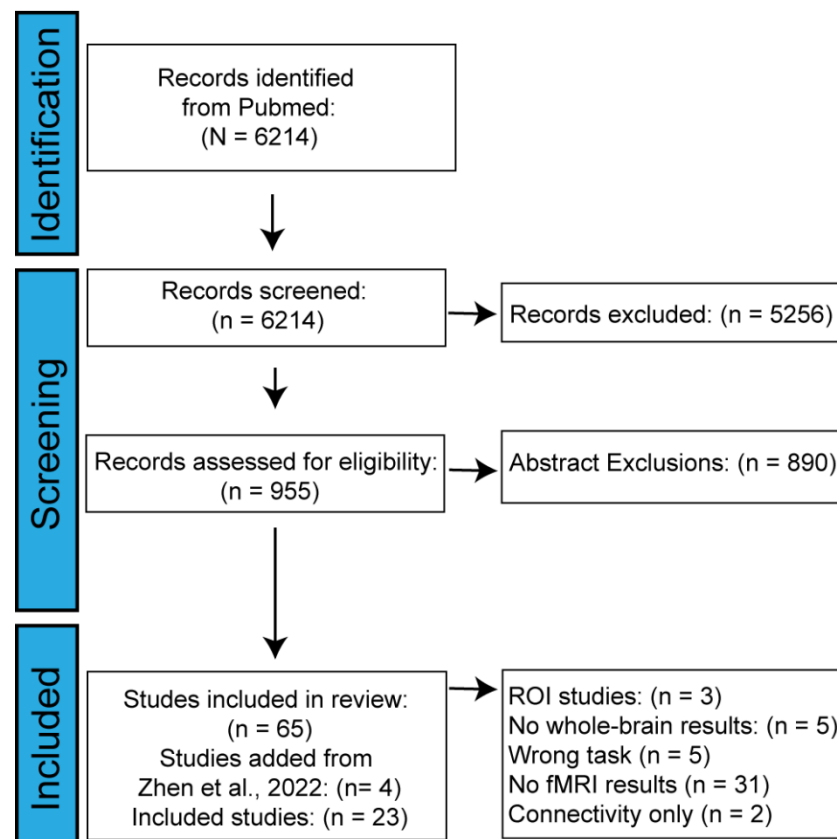 Identification
Records identified
from Pubmed:
(N = 6214)
Screening
Records screened:
(n = 6214)
Records excluded: (n = 5256)
Records assessed for eligibility:
(n = 955)
Abstract Exclusions: (n = 890)
Included
Studes included in review:
(n = 65)
Studies added from
Zhen et al., 2022: (n= 4)
Included studies: (n = 23)
ROI studies: (n = 3)
No whole-brain results: (n = 5)
Wrong task (n = 5)
No fMRI results (n = 31)
Connectivity only (n = 2)